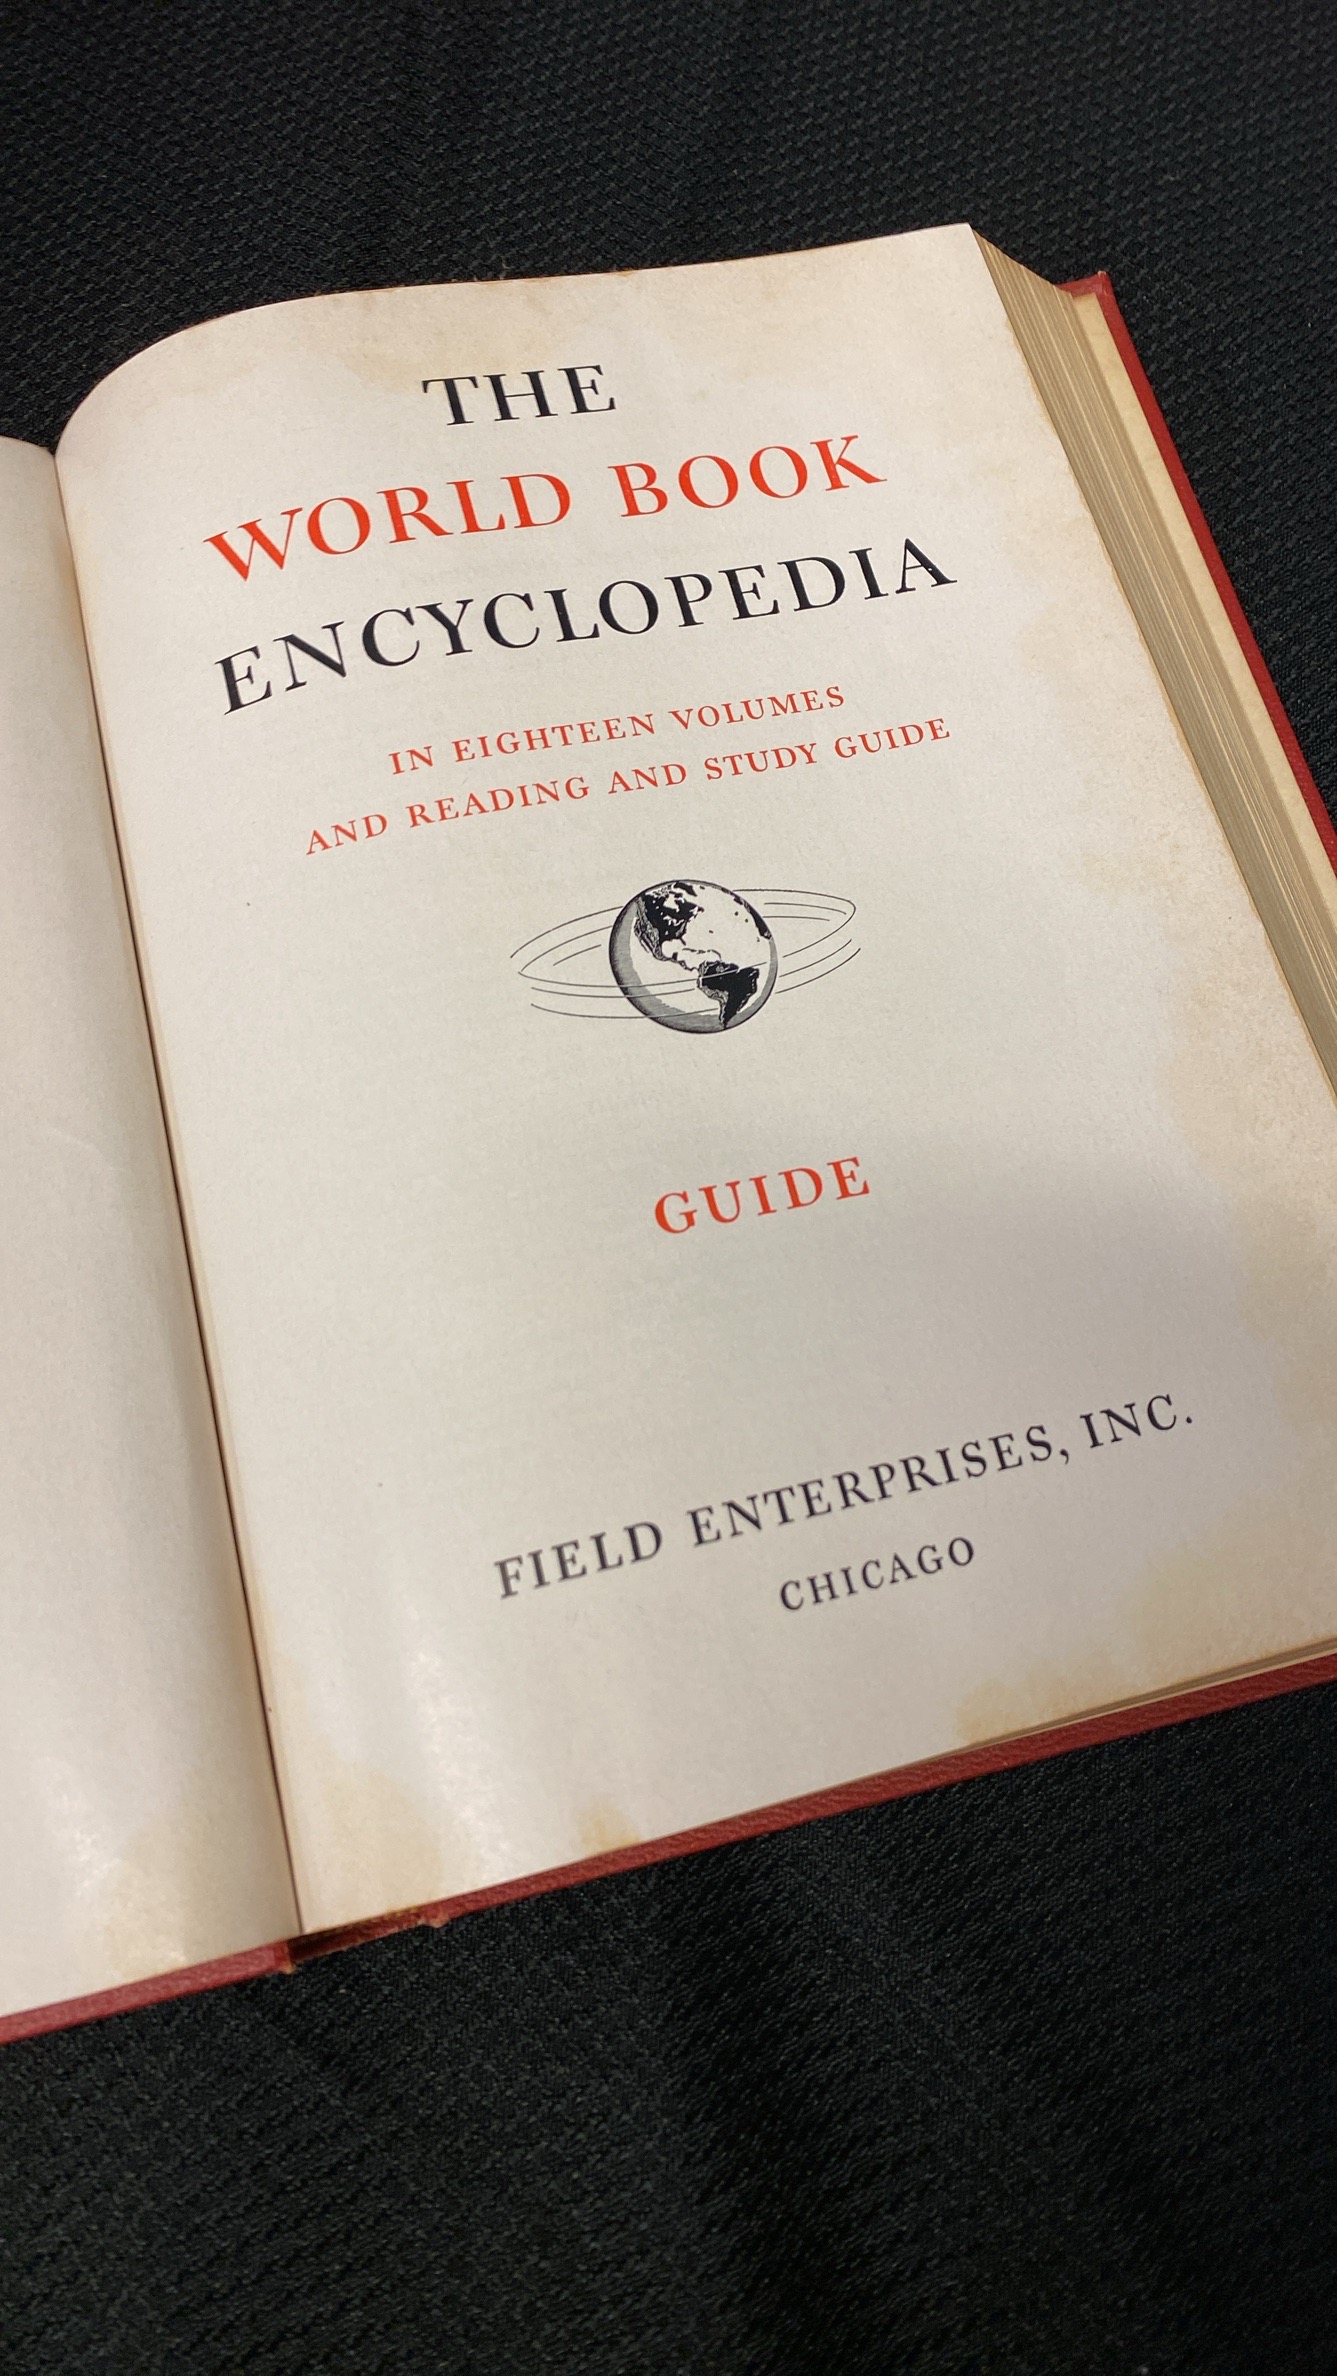 THE
WORLD BOOK
ENCYCLOPEDIA
IN EIGHTEEN VOLUMES
AND READING AND STUDY GUIDE
GUIDE
FIELD ENTERPRISES, INC.
CHICAGO